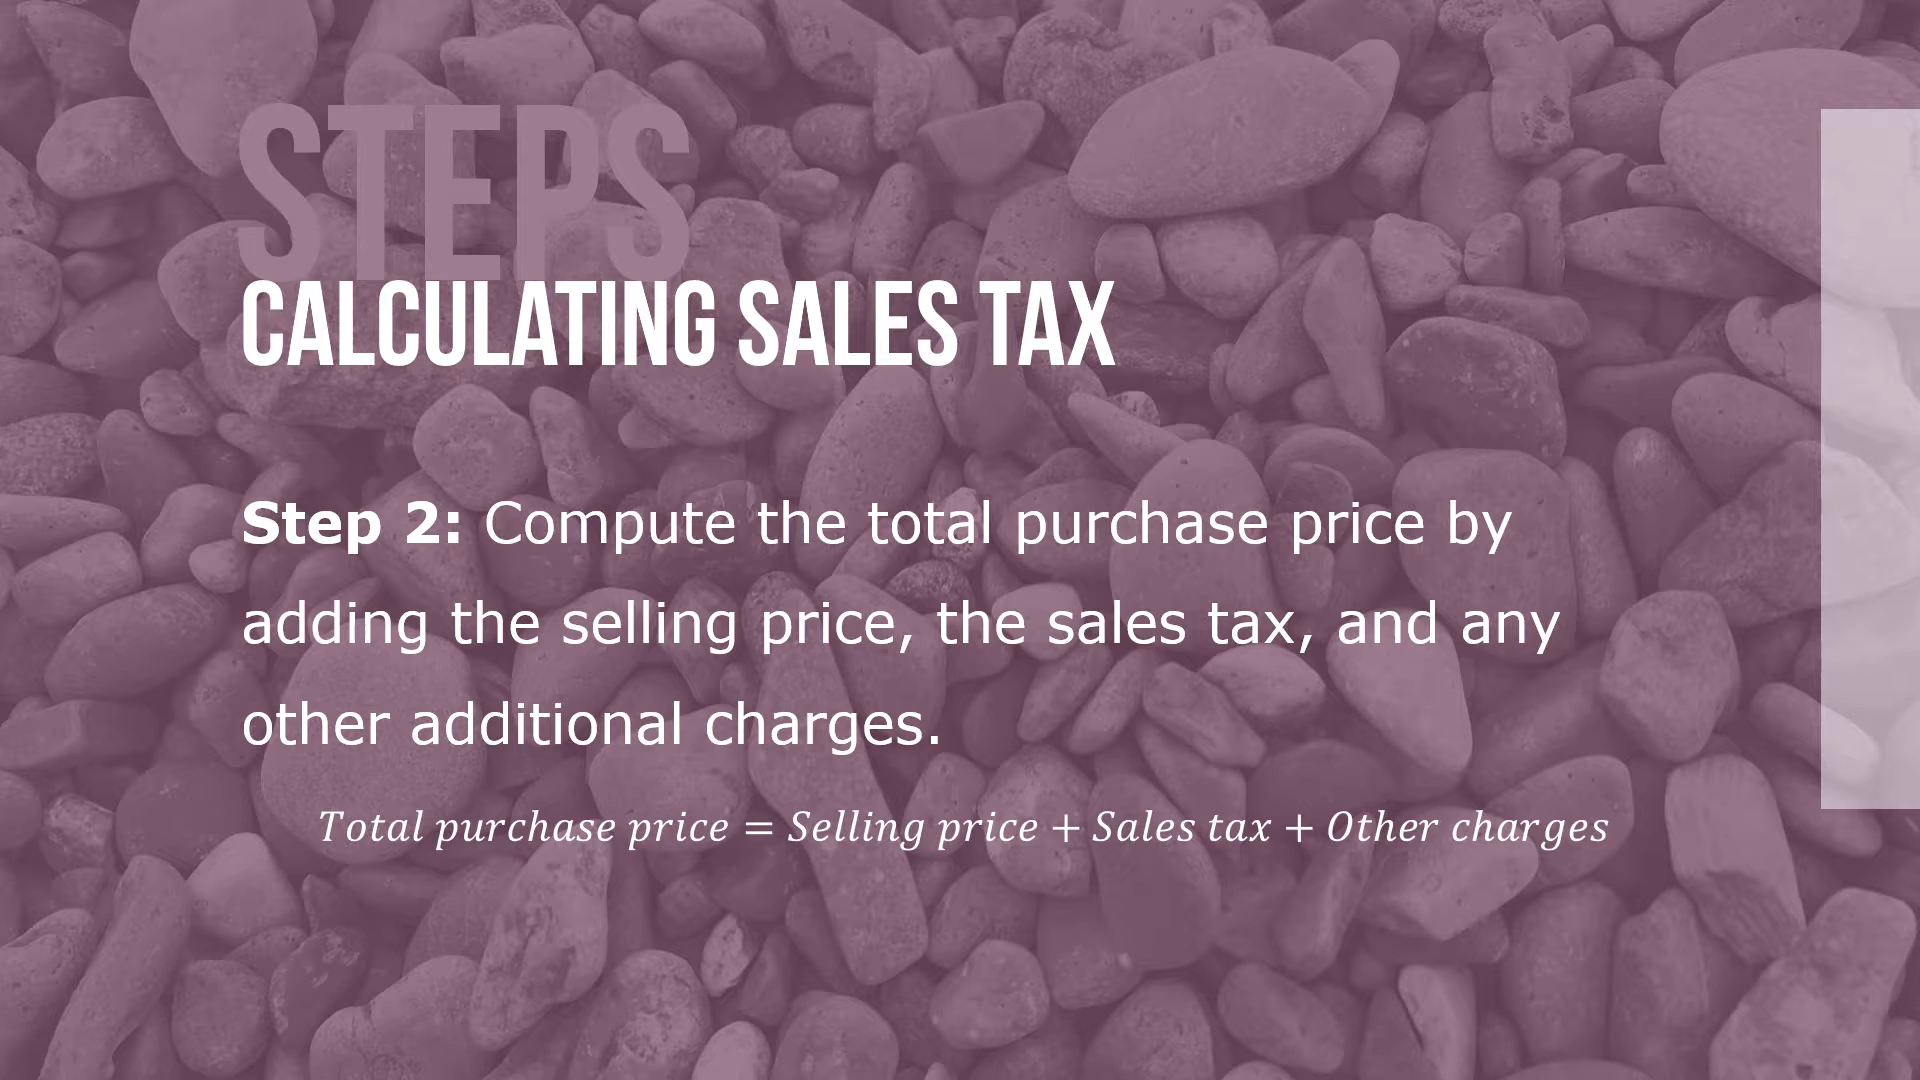 STEPS
CALCULATING SALES TAX
Step 2: Compute the total purchase price by
adding the selling price, the sales tax, and any
other additional charges.
Total purchase price = Selling price + Sales tax + Other charges